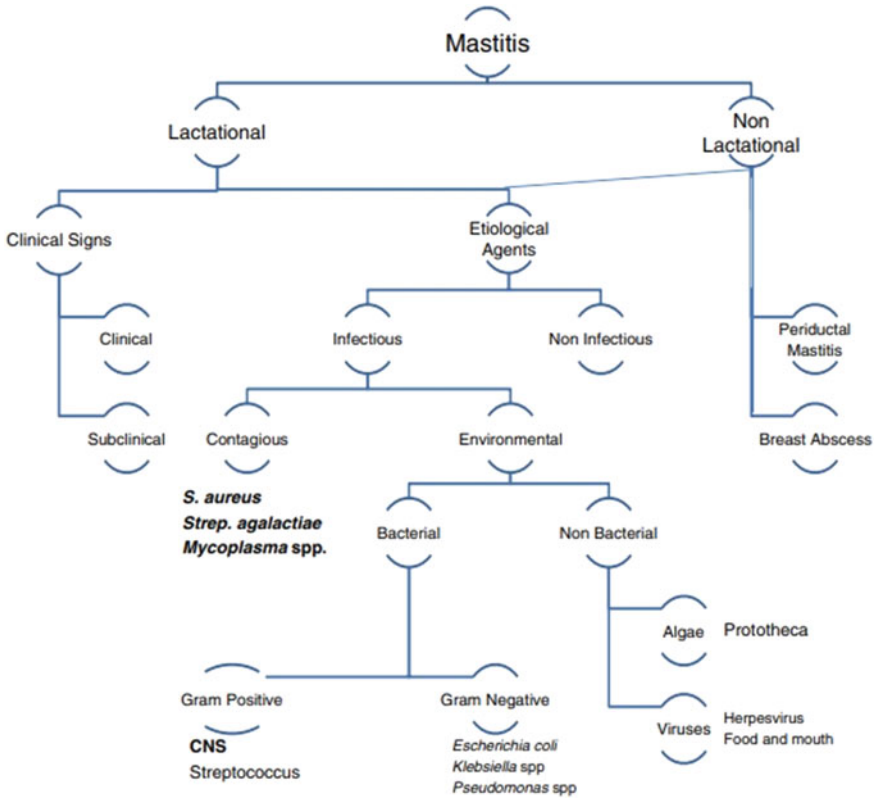 Mastitis
Lactational
Non
Lactational
Clinical Signs
Etiological
Agents
Clinical
Infectious
Non Infectious
Periductal
Mastitis
Subclinical
Contagious
Environmental
Breast Abscess
S. aureus
Strep. agalactiae
Mycoplasma spp.
Bacterial
Non Bacterial
Algae
Prototheca
Gram Positive
Gram Negative
Viruses
Herpesvirus
Food and mouth
CNS
Streptococcus
Escherichia coli
Klebsiella spp
Pseudomonas spp